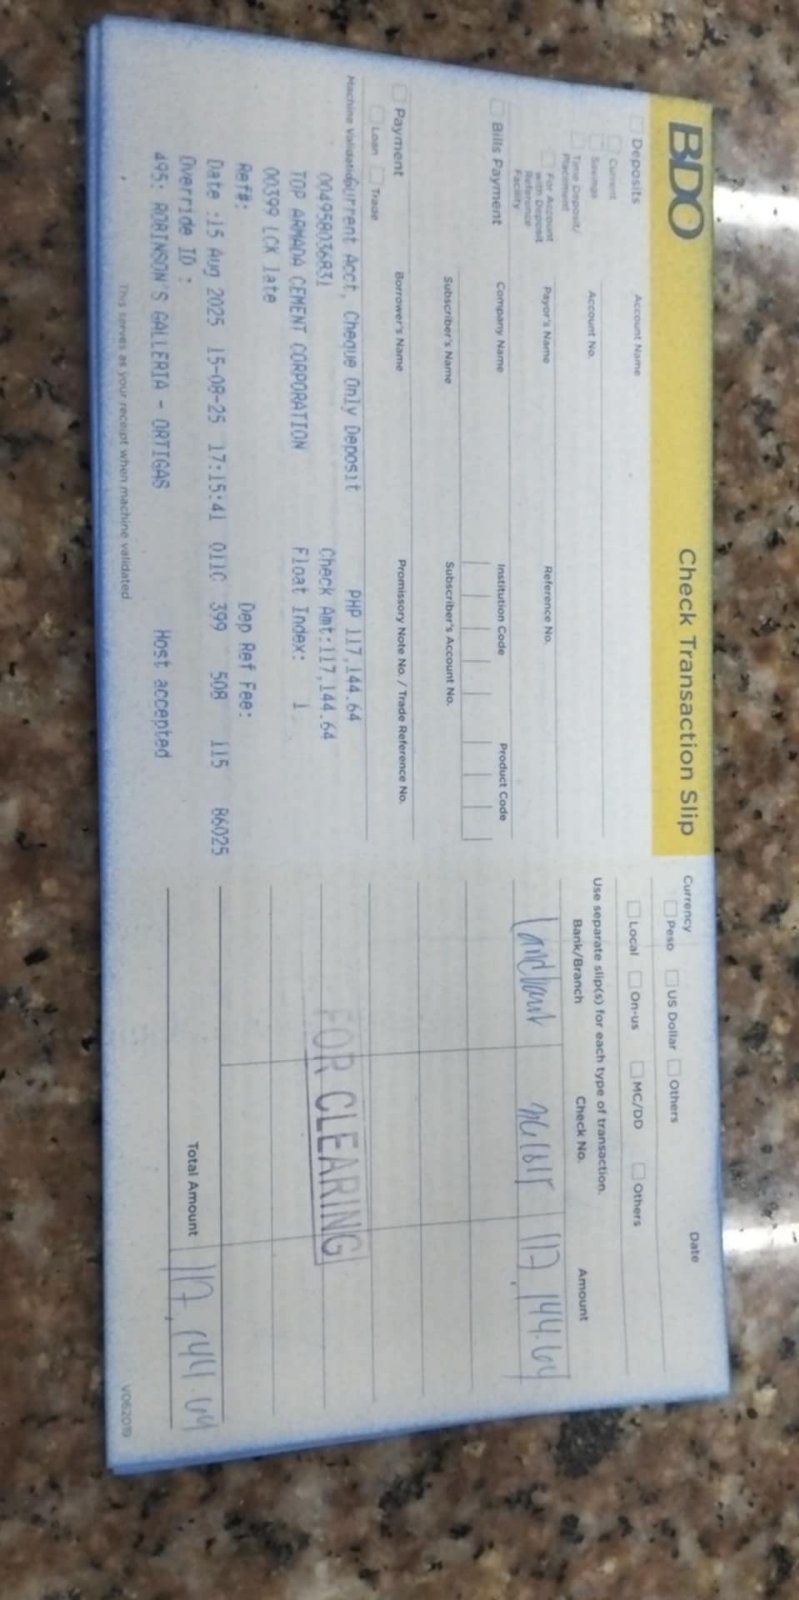 BDO
Check Transaction Slip
Deposits
Current
Savings
Time Deposit/
Placement
For Account
with Deposit
Reference
Facility
Account Name
Account No.
Payor's Name
Reference No.
Bills Payment
Company Name
Institution Code
Product Code
Subscriber's Name
Subscriber's Account No.
Payment
Loan
Trade
Borrower's Name
Promissory Note No. / Trade Reference No.
Machine Validation
Current Acct, Cheque Only Deposit PHP 117,144.64
004958036831 Check Amt:117,144.64
TOP ARMADA CEMENT CORPORATION Float Index: 1
00399 LCK late
Ref#: Dep Ref Fee:
Date :15 Aug 2025 15-08-25 17:15:41 011C 399 508 115 86025
Override ID :
495: ROBINSON'S GALLERIA - ORTIGAS Host accepted
This serves as your receipt when machine validated
Currency
Date
Peso US Dollar Others
Local On-us MC/DD Others
Use separate slip(s) for each type of transaction.
Bank/Branch Check No. Amount
Landbank 117,144.64
FOR CLEARING
Total Amount 117,144.64
V062019